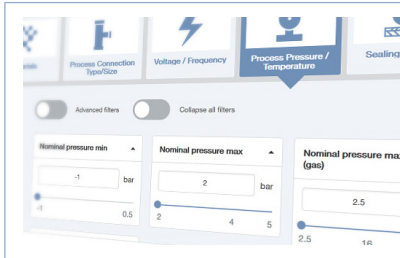 Process Connection
Type/Size
Voltage / Frequency
Process Pressure /
Temperature
Sealing
Advanced filters
Collapse all filters
Nominal pressure min
-1
bar
-1
0.5
Nominal pressure max
2
bar
2
4
5
Nominal pressure max
(gas)
2.5
2.5
16